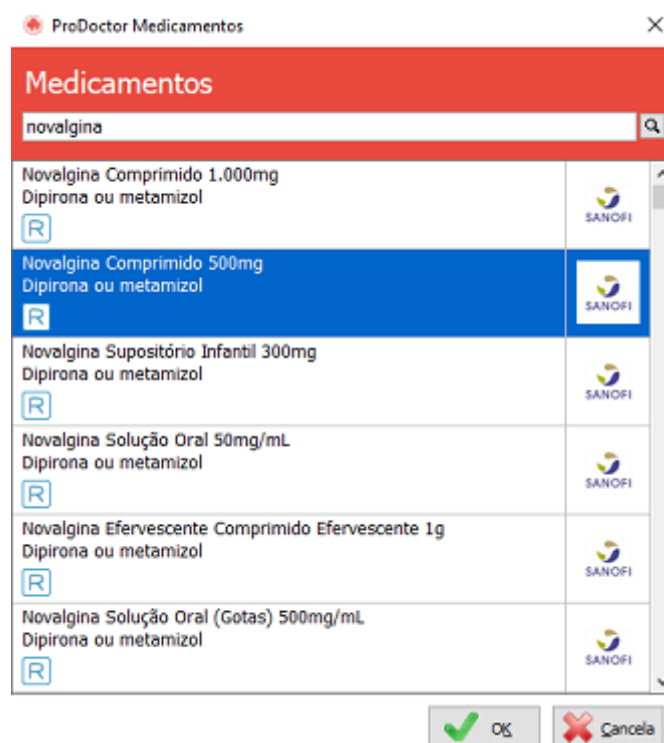 ProDoctor Medicamentos
Medicamentos
novalgina
Novalgina Comprimido 1.000mg
Dipirona ou metamizol
R
SANOFI
Novalgina Comprimido 500mg
Dipirona ou metamizol
R
SANOFI
Novalgina Supositório Infantil 300mg
Dipirona ou metamizol
R
SANOFI
Novalgina Solução Oral 50mg/mL
Dipirona ou metamizol
R
SANOFI
Novalgina Efervescente Comprimido Efervescente 1g
Dipirona ou metamizol
R
SANOFI
Novalgina Solução Oral (Gotas) 500mg/mL
Dipirona ou metamizol
R
SANOFI
OK
Cancela